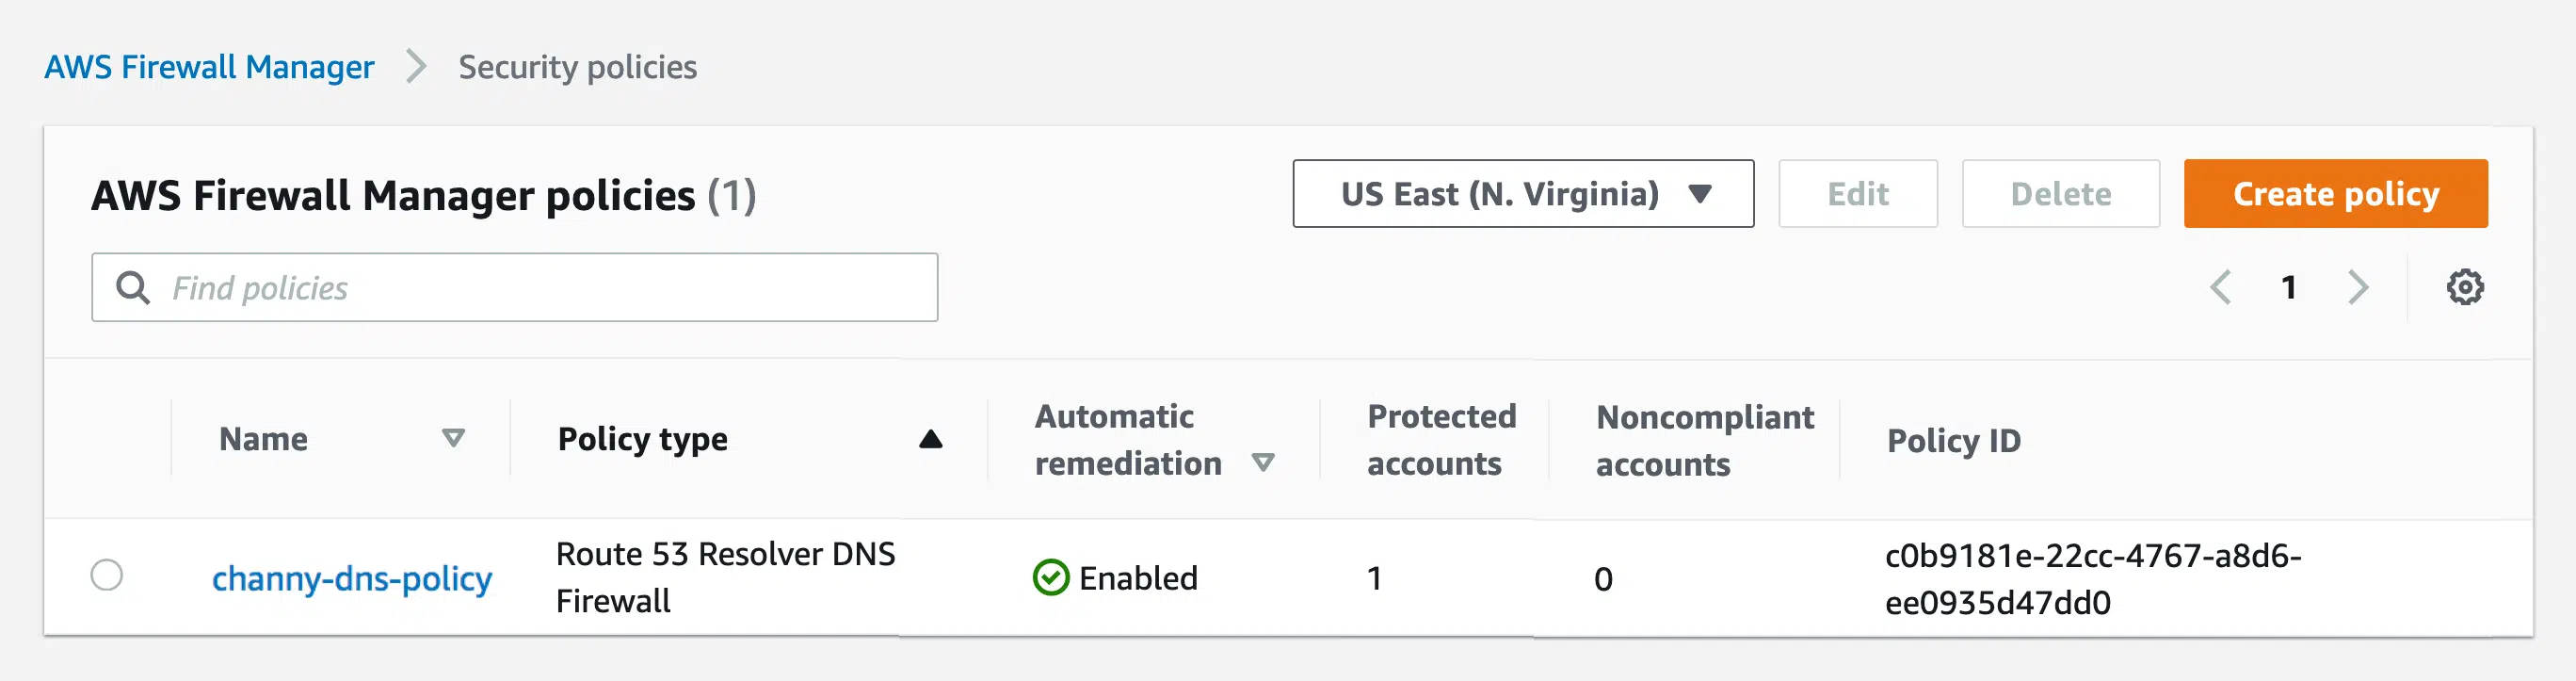 AWS Firewall Manager Security policies
AWS Firewall Manager policies (1)
US East (N. Virginia) Edit Delete Create policy
Find policies
1
Name Policy type Automatic remediation Protected accounts Noncompliant accounts Policy ID
channy-dns-policy
Route 53 Resolver DNS
Firewall
Enabled
1
0
c0b9181e-22cc-4767-a8d6-
ee0935d47dd0